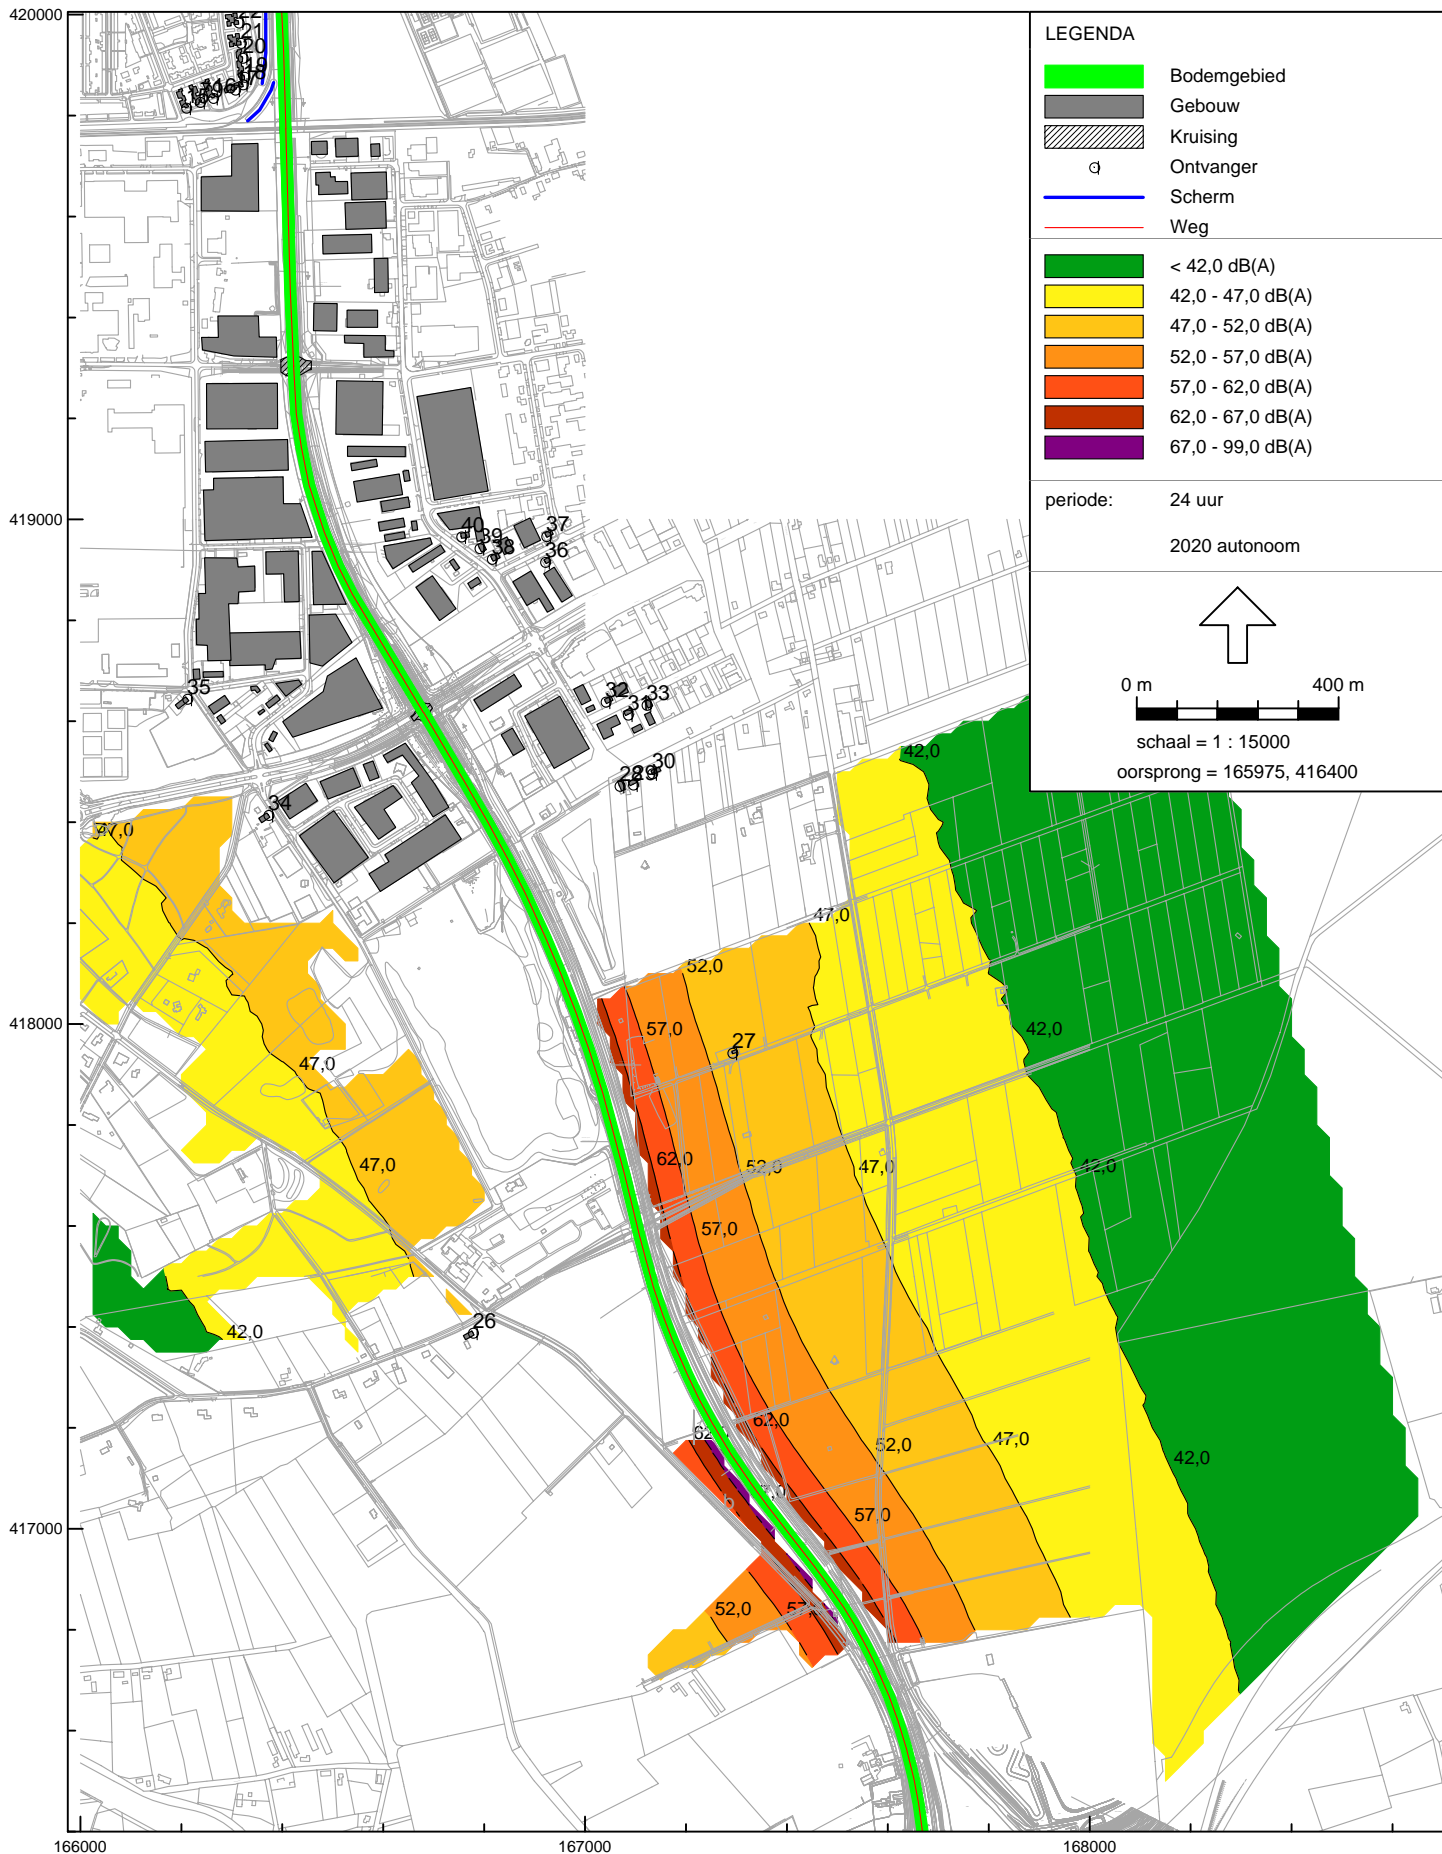 420000
419000
418000
417000
166000
167000
168000
LEGENDA
Bodemgebied
Gebouw
Kruising
Ontvanger
Scherm
Weg
< 42,0 dB(A)
42,0 - 47,0 dB(A)
47,0 - 52,0 dB(A)
52,0 - 57,0 dB(A)
57,0 - 62,0 dB(A)
62,0 - 67,0 dB(A)
67,0 - 99,0 dB(A)
periode: 24 uur
2020 autonoom
0 m 400 m
schaal = 1 : 15000
oorsprong = 165975, 416400
22
21
20
40
39
38
37
36
35
32
31
33
28
29
30
34
27
26
42,0
47,0
47,0
52,0
57,0
42,0
47,0
62,0
52,0
47,0
42,0
47,0
57,0
42,0
62,0
52,0
47,0
42,0
57,0
52,0